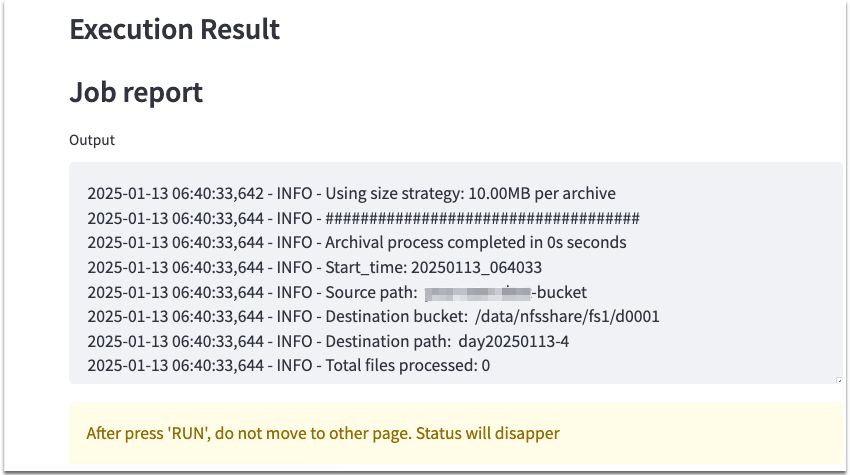 Execution Result
Job report
Output
2025-01-13 06:40:33,642 - INFO - Using size strategy: 10.00MB per archive
2025-01-13 06:40:33,644 - INFO - ####################################
2025-01-13 06:40:33,644 - INFO - Archival process completed in 0s seconds
2025-01-13 06:40:33,644 - INFO - Start_time: 20250113_064033
2025-01-13 06:40:33,644 - INFO - Source path: -bucket
2025-01-13 06:40:33,644 - INFO - Destination bucket: /data/nfsshare/fs1/d0001
2025-01-13 06:40:33,644 - INFO - Destination path: day20250113-4
2025-01-13 06:40:33,644 - INFO - Total files processed: 0
After press 'RUN', do not move to other page. Status will disapper